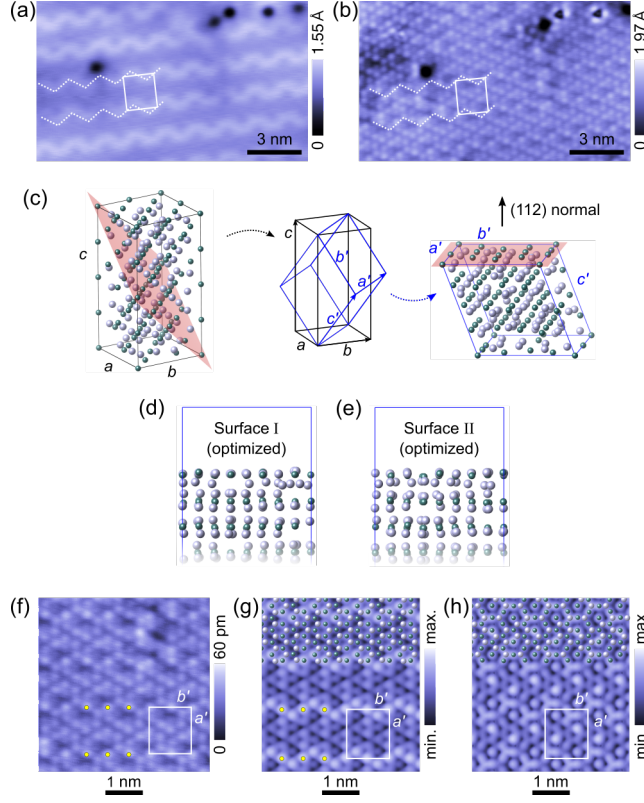 (a)
1.55 Å
0
3 nm
(b)
1.97 Å
0
3 nm
(c)
c
a
b
c
b'
a'
c'
a
b
(112) normal
a'
b'
c'
(d)
Surface I
(optimized)
(e)
Surface II
(optimized)
(f)
b'
a'
60 pm
0
1 nm
(g)
b'
a'
max.
min.
1 nm
(h)
b'
a'
max.
min.
1 nm